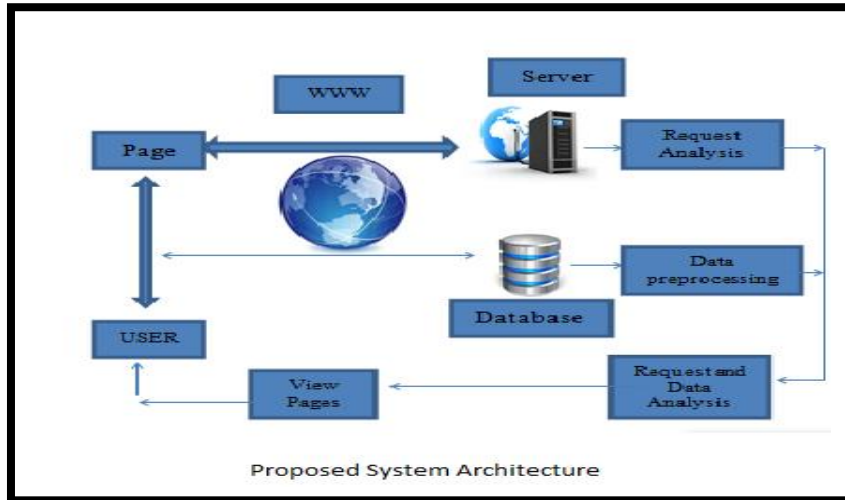 WWW
Server
Page
Request
Analysis
Data
preprocessing
Database
USER
View
Pages
Request and
Data
Analysis
Proposed System Architecture